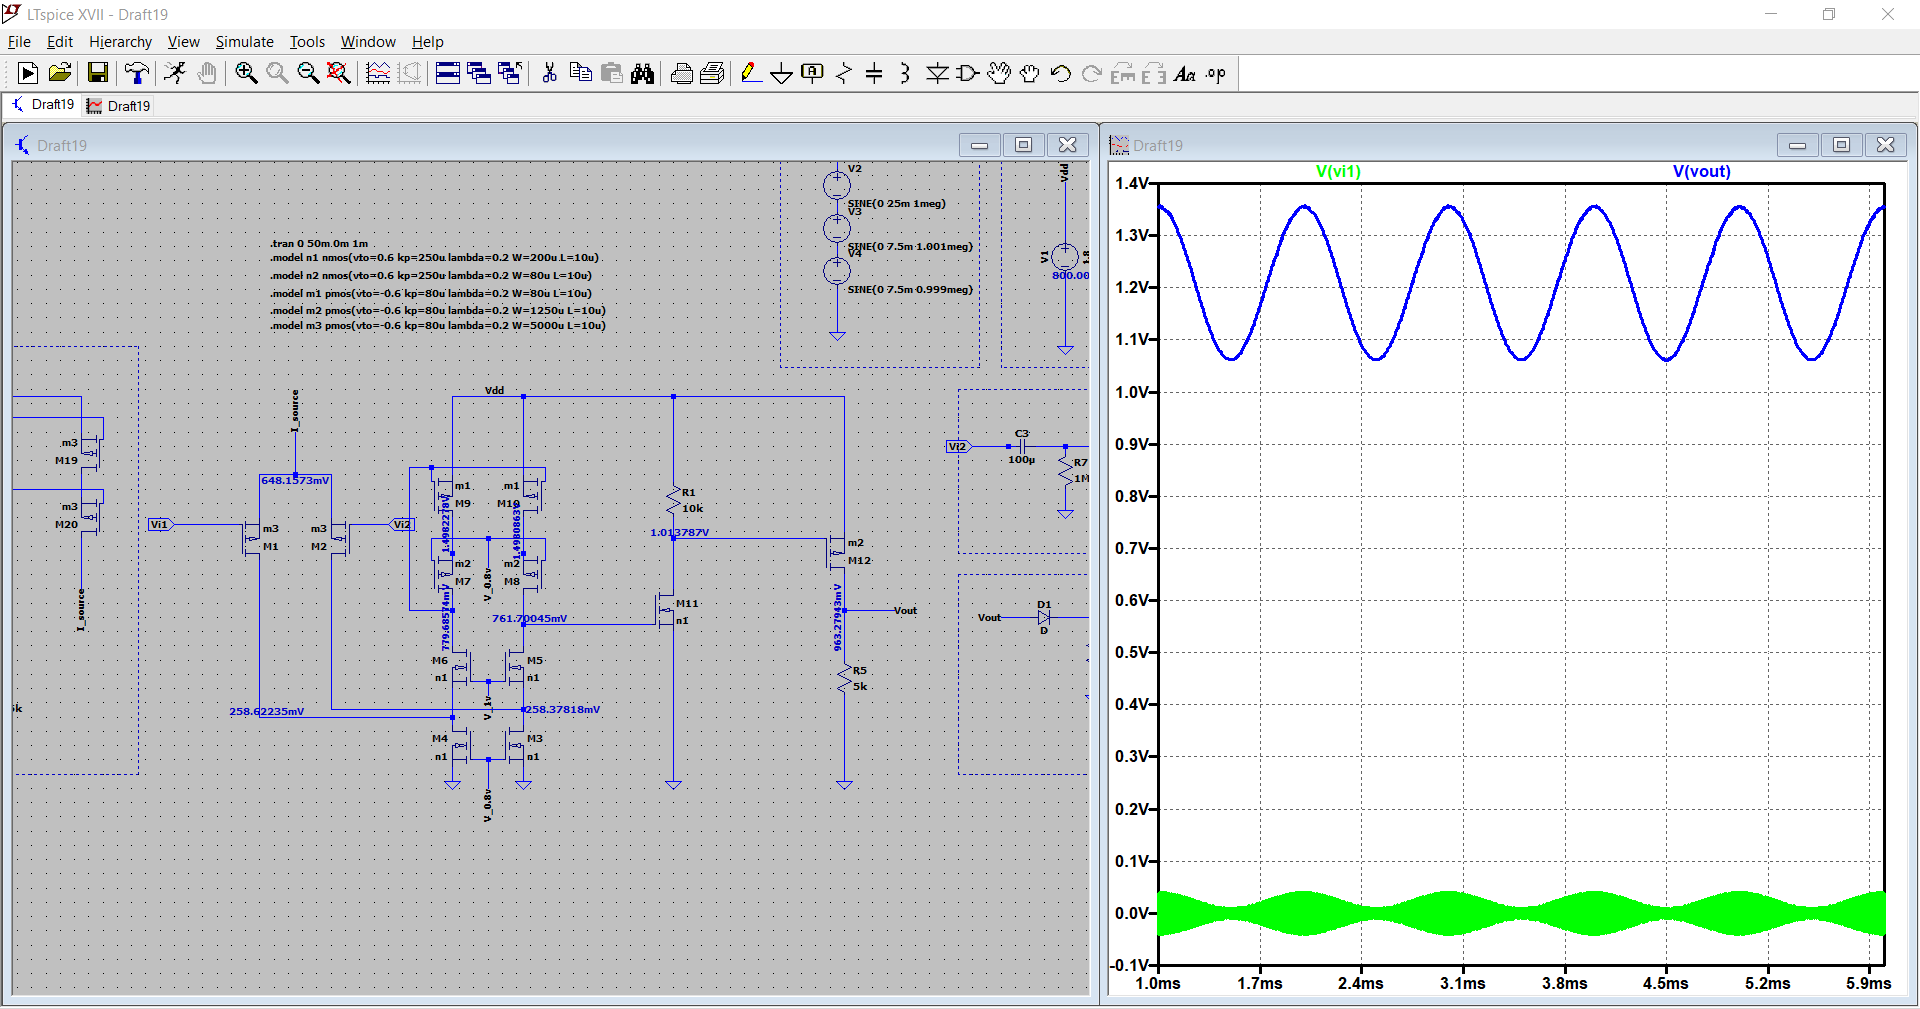 LTspice XVII - Draft19
File Edit Hierarchy View Simulate Tools Window Help
Draft19 Draft19
Draft19
V2
SINE(0 25m 1meg)
V3
SINE(0 7.5m 1.001meg)
V4
SINE(0 7.5m 0.999meg)
Vdd
V1
.tran 0 50m 0m 1m
.model n1 nmos(vto=0.6 kp=250u lambda=0.2 W=200u L=10u)
.model n2 nmos(vto=0.6 kp=250u lambda=0.2 W=80u L=10u)
.model m1 pmos(vto=-0.6 kp=80u lambda=0.2 W=80u L=10u)
.model m2 pmos(vto=-0.6 kp=80u lambda=0.2 W=1250u L=10u)
.model m3 pmos(vto=-0.6 kp=80u lambda=0.2 W=5000u L=10u)
m3
M19
m3
M20
I_source
I_source
648.1573mV
Vi1
m3
M1
m3
M2
Vi2
Vdd
m1
M9
m1
M10
1.4982278V
m2
M7
m2
M8
V_0.8v
779.68574mV
761.70045mV
M6
n1
M5
n1
V_1v
258.62235mV
258.37818mV
M4
n1
M3
n1
V_0.8v
R1
10k
1.013787V
M11
n1
m2
M12
963.27943mV
Vout
R5
5k
Vi2
C3
100µ
R7
1M
Vout
D1
D
Draft19
V(vi1) V(vout)
1.4V
1.3V
1.2V
1.1V
1.0V
0.9V
0.8V
0.7V
0.6V
0.5V
0.4V
0.3V
0.2V
0.1V
0.0V
-0.1V
1.0ms 1.7ms 2.4ms 3.1ms 3.8ms 4.5ms 5.2ms 5.9ms